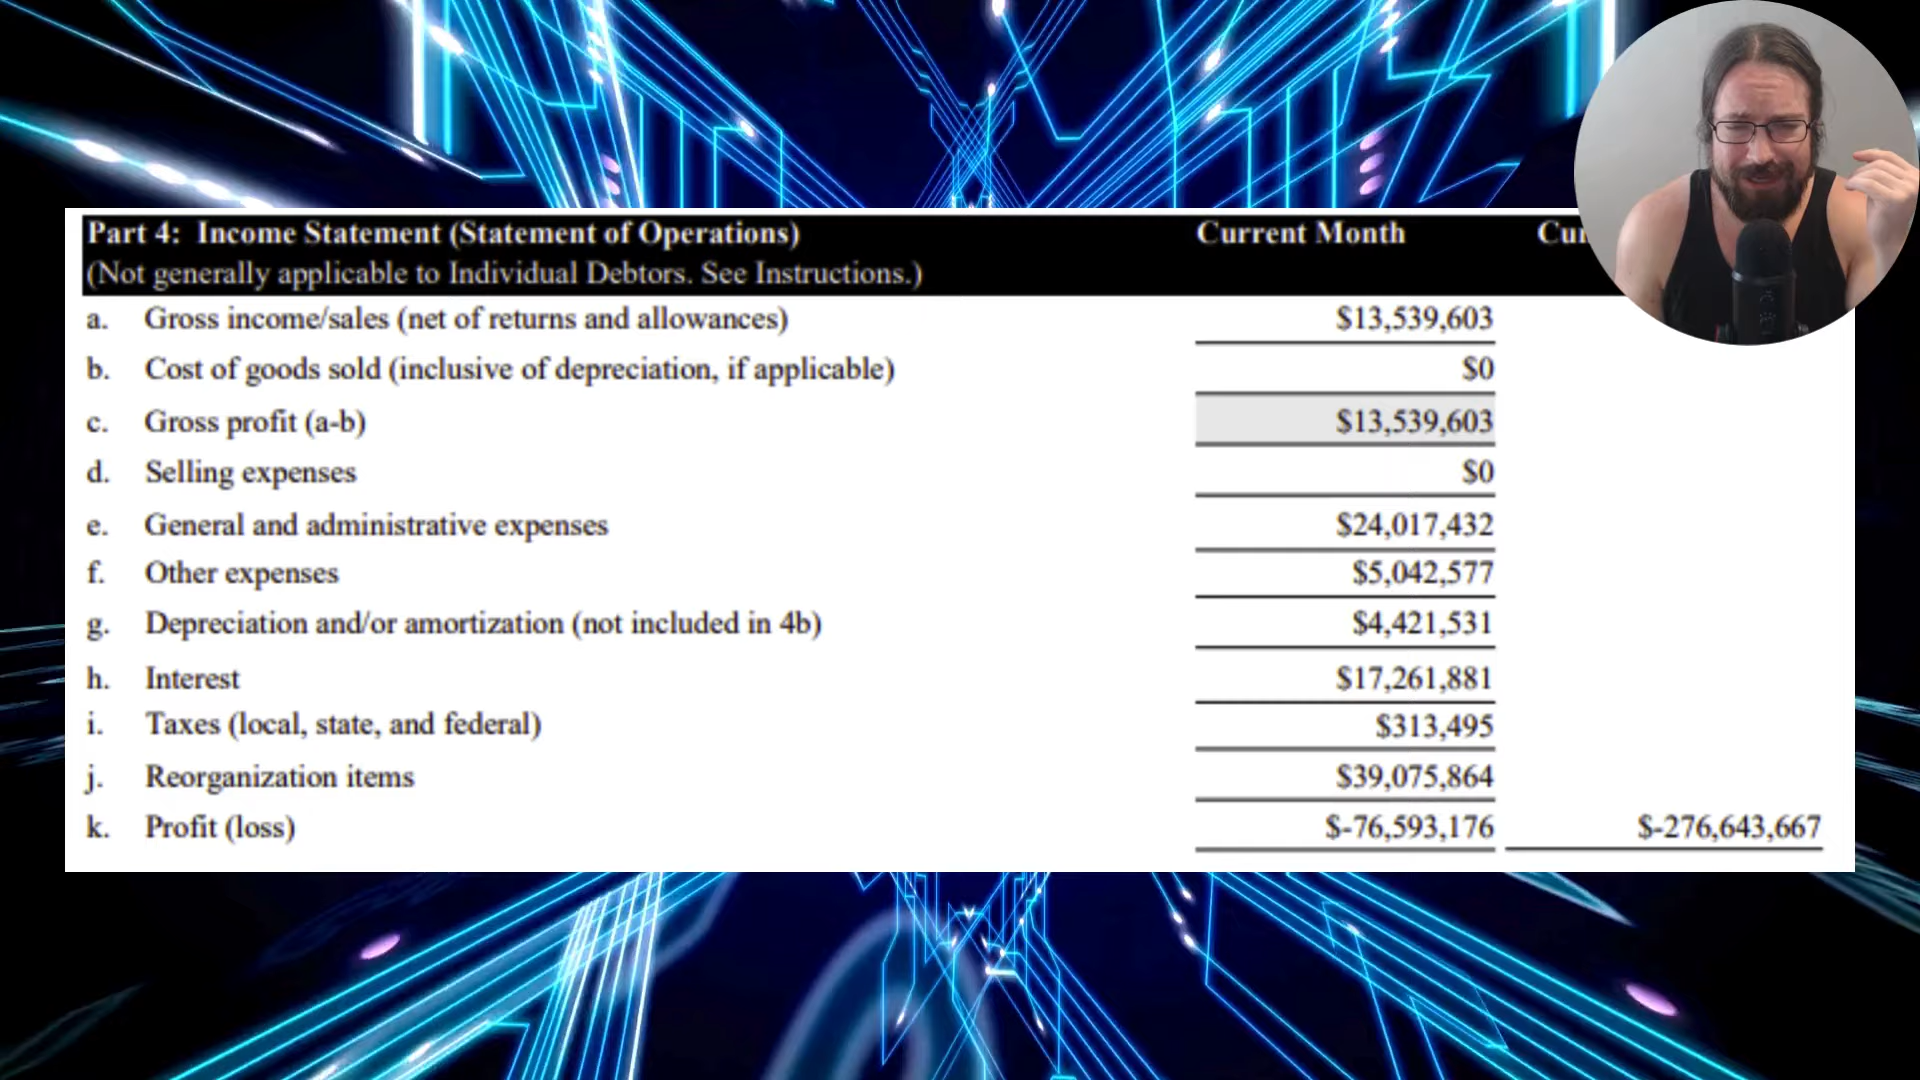 Part 4: Income Statement (Statement of Operations) Current Month
(Not generally applicable to Individual Debtors. See Instructions.)
a. Gross income/sales (net of returns and allowances) $13,539,603
b. Cost of goods sold (inclusive of depreciation, if applicable) $0
c. Gross profit (a-b) $13,539,603
d. Selling expenses $0
e. General and administrative expenses $24,017,432
f. Other expenses $5,042,577
g. Depreciation and/or amortization (not included in 4b) $4,421,531
h. Interest $17,261,881
i. Taxes (local, state, and federal) $313,495
j. Reorganization items $39,075,864
k. Profit (loss) $-76,593,176 $-276,643,667